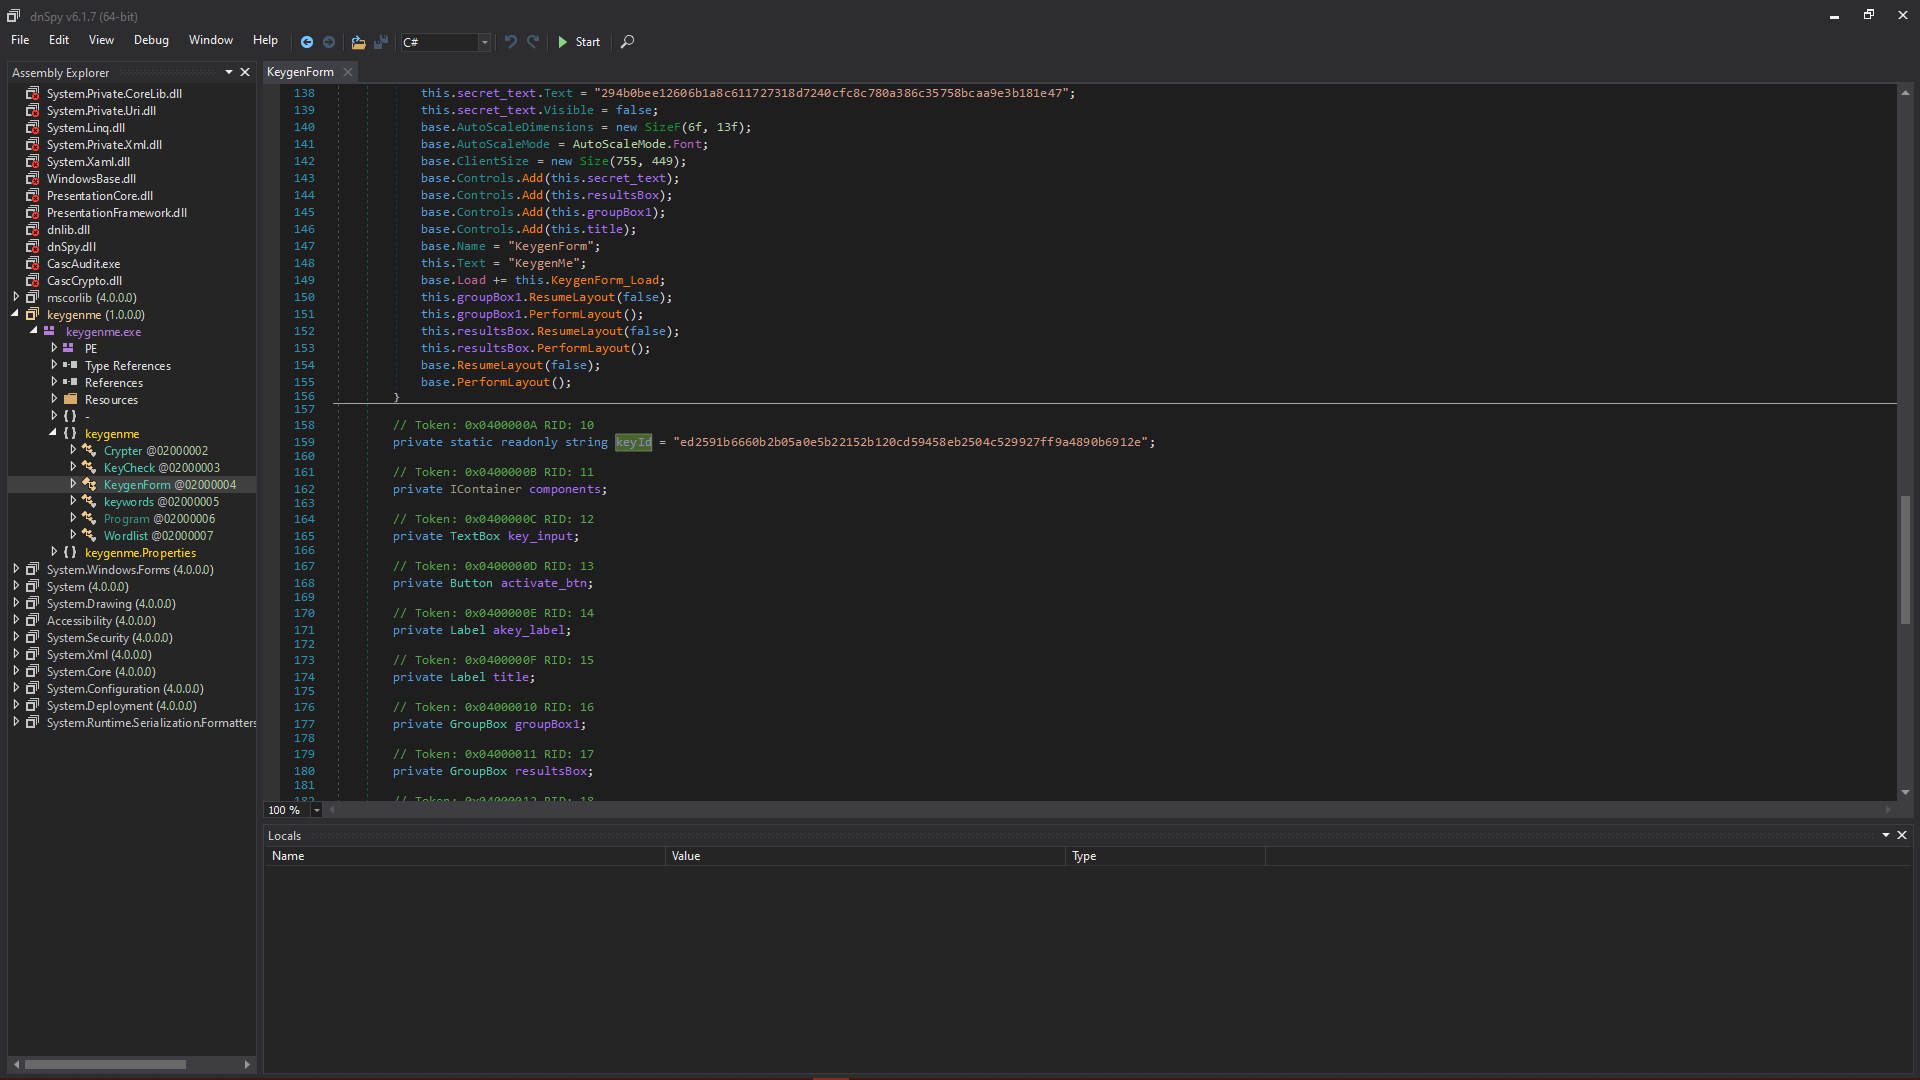 dnSpy v6.1.7 (64-bit)
File Edit View Debug Window Help C# Start
Assembly Explorer
System.Private.CoreLib.dll
System.Private.Uri.dll
System.Linq.dll
System.Private.Xml.dll
System.Xaml.dll
WindowsBase.dll
PresentationCore.dll
PresentationFramework.dll
dnlib.dll
dnSpy.dll
CascAudit.exe
CascCrypto.dll
mscorlib (4.0.0.0)
keygenme (1.0.0.0)
keygenme.exe
PE
Type References
References
Resources
{ } -
{ } keygenme
Crypter @02000002
KeyCheck @02000003
KeygenForm @02000004
keywords @02000005
Program @02000006
Wordlist @02000007
{ } keygenme.Properties
System.Windows.Forms (4.0.0.0)
System (4.0.0.0)
System.Drawing (4.0.0.0)
Accessibility (4.0.0.0)
System.Security (4.0.0.0)
System.Xml (4.0.0.0)
System.Core (4.0.0.0)
System.Configuration (4.0.0.0)
System.Deployment (4.0.0.0)
System.Runtime.Serialization.Formatters
KeygenForm
138 this.secret_text.Text = "294b0bee12606b1a8c611727318d7240cfc8c780a386c35758bcaa9e3b181e47";
139 this.secret_text.Visible = false;
140 base.AutoScaleDimensions = new SizeF(6f, 13f);
141 base.AutoScaleMode = AutoScaleMode.Font;
142 base.ClientSize = new Size(755, 449);
143 base.Controls.Add(this.secret_text);
144 base.Controls.Add(this.resultsBox);
145 base.Controls.Add(this.groupBox1);
146 base.Controls.Add(this.title);
147 base.Name = "KeygenForm";
148 this.Text = "KeygenMe";
149 base.Load += this.KeygenForm_Load;
150 this.groupBox1.ResumeLayout(false);
151 this.groupBox1.PerformLayout();
152 this.resultsBox.ResumeLayout(false);
153 this.resultsBox.PerformLayout();
154 base.ResumeLayout(false);
155 base.PerformLayout();
156 }
157
158 // Token: 0x0400000A RID: 10
159 private static readonly string keyId = "ed2591b6660b2b05a0e5b22152b120cd59458eb2504c529927ff9a4890b6912e";
160
161 // Token: 0x0400000B RID: 11
162 private IContainer components;
163
164 // Token: 0x0400000C RID: 12
165 private TextBox key_input;
166
167 // Token: 0x0400000D RID: 13
168 private Button activate_btn;
169
170 // Token: 0x0400000E RID: 14
171 private Label akey_label;
172
173 // Token: 0x0400000F RID: 15
174 private Label title;
175
176 // Token: 0x04000010 RID: 16
177 private GroupBox groupBox1;
178
179 // Token: 0x04000011 RID: 17
180 private GroupBox resultsBox;
181
182 // Token: 0x04000012 RID: 18
100 %
Locals
Name Value Type